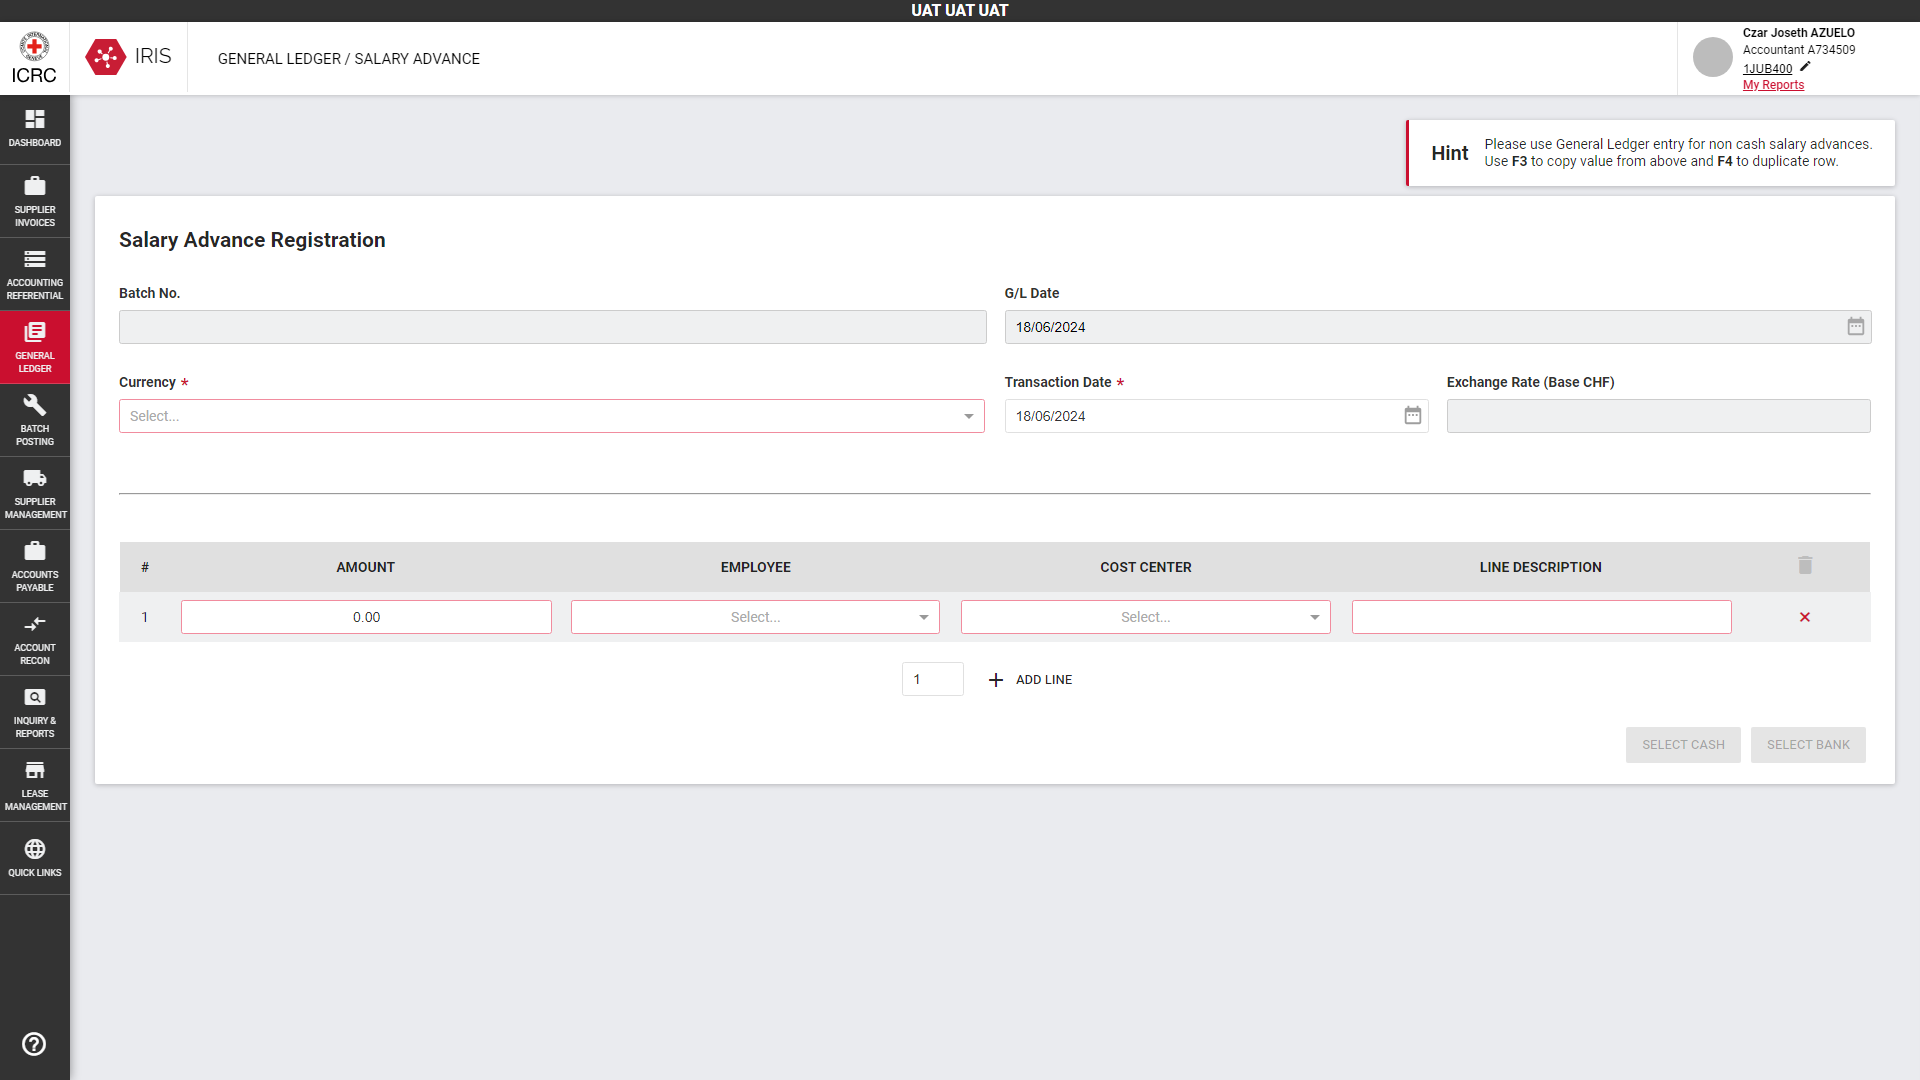 UAT UAT UAT
ICRC
IRIS
GENERAL LEDGER / SALARY ADVANCE
Czar Joseth AZUELO
Accountant A734509
1JUB400
My Reports
DASHBOARD
SUPPLIER
INVOICES
ACCOUNTING
REFERENTIAL
GENERAL
LEDGER
BATCH
POSTING
SUPPLIER
MANAGEMENT
ACCOUNTS
PAYABLE
ACCOUNT
RECON
INQUIRY &
REPORTS
LEASE
MANAGEMENT
QUICK LINKS
Hint
Please use General Ledger entry for non cash salary advances.
Use F3 to copy value from above and F4 to duplicate row.
Salary Advance Registration
Batch No.
G/L Date
18/06/2024
Currency *
Transaction Date *
Exchange Rate (Base CHF)
Select...
18/06/2024
# AMOUNT EMPLOYEE COST CENTER LINE DESCRIPTION
1 0.00 Select... Select...
1 ADD LINE
SELECT CASH SELECT BANK